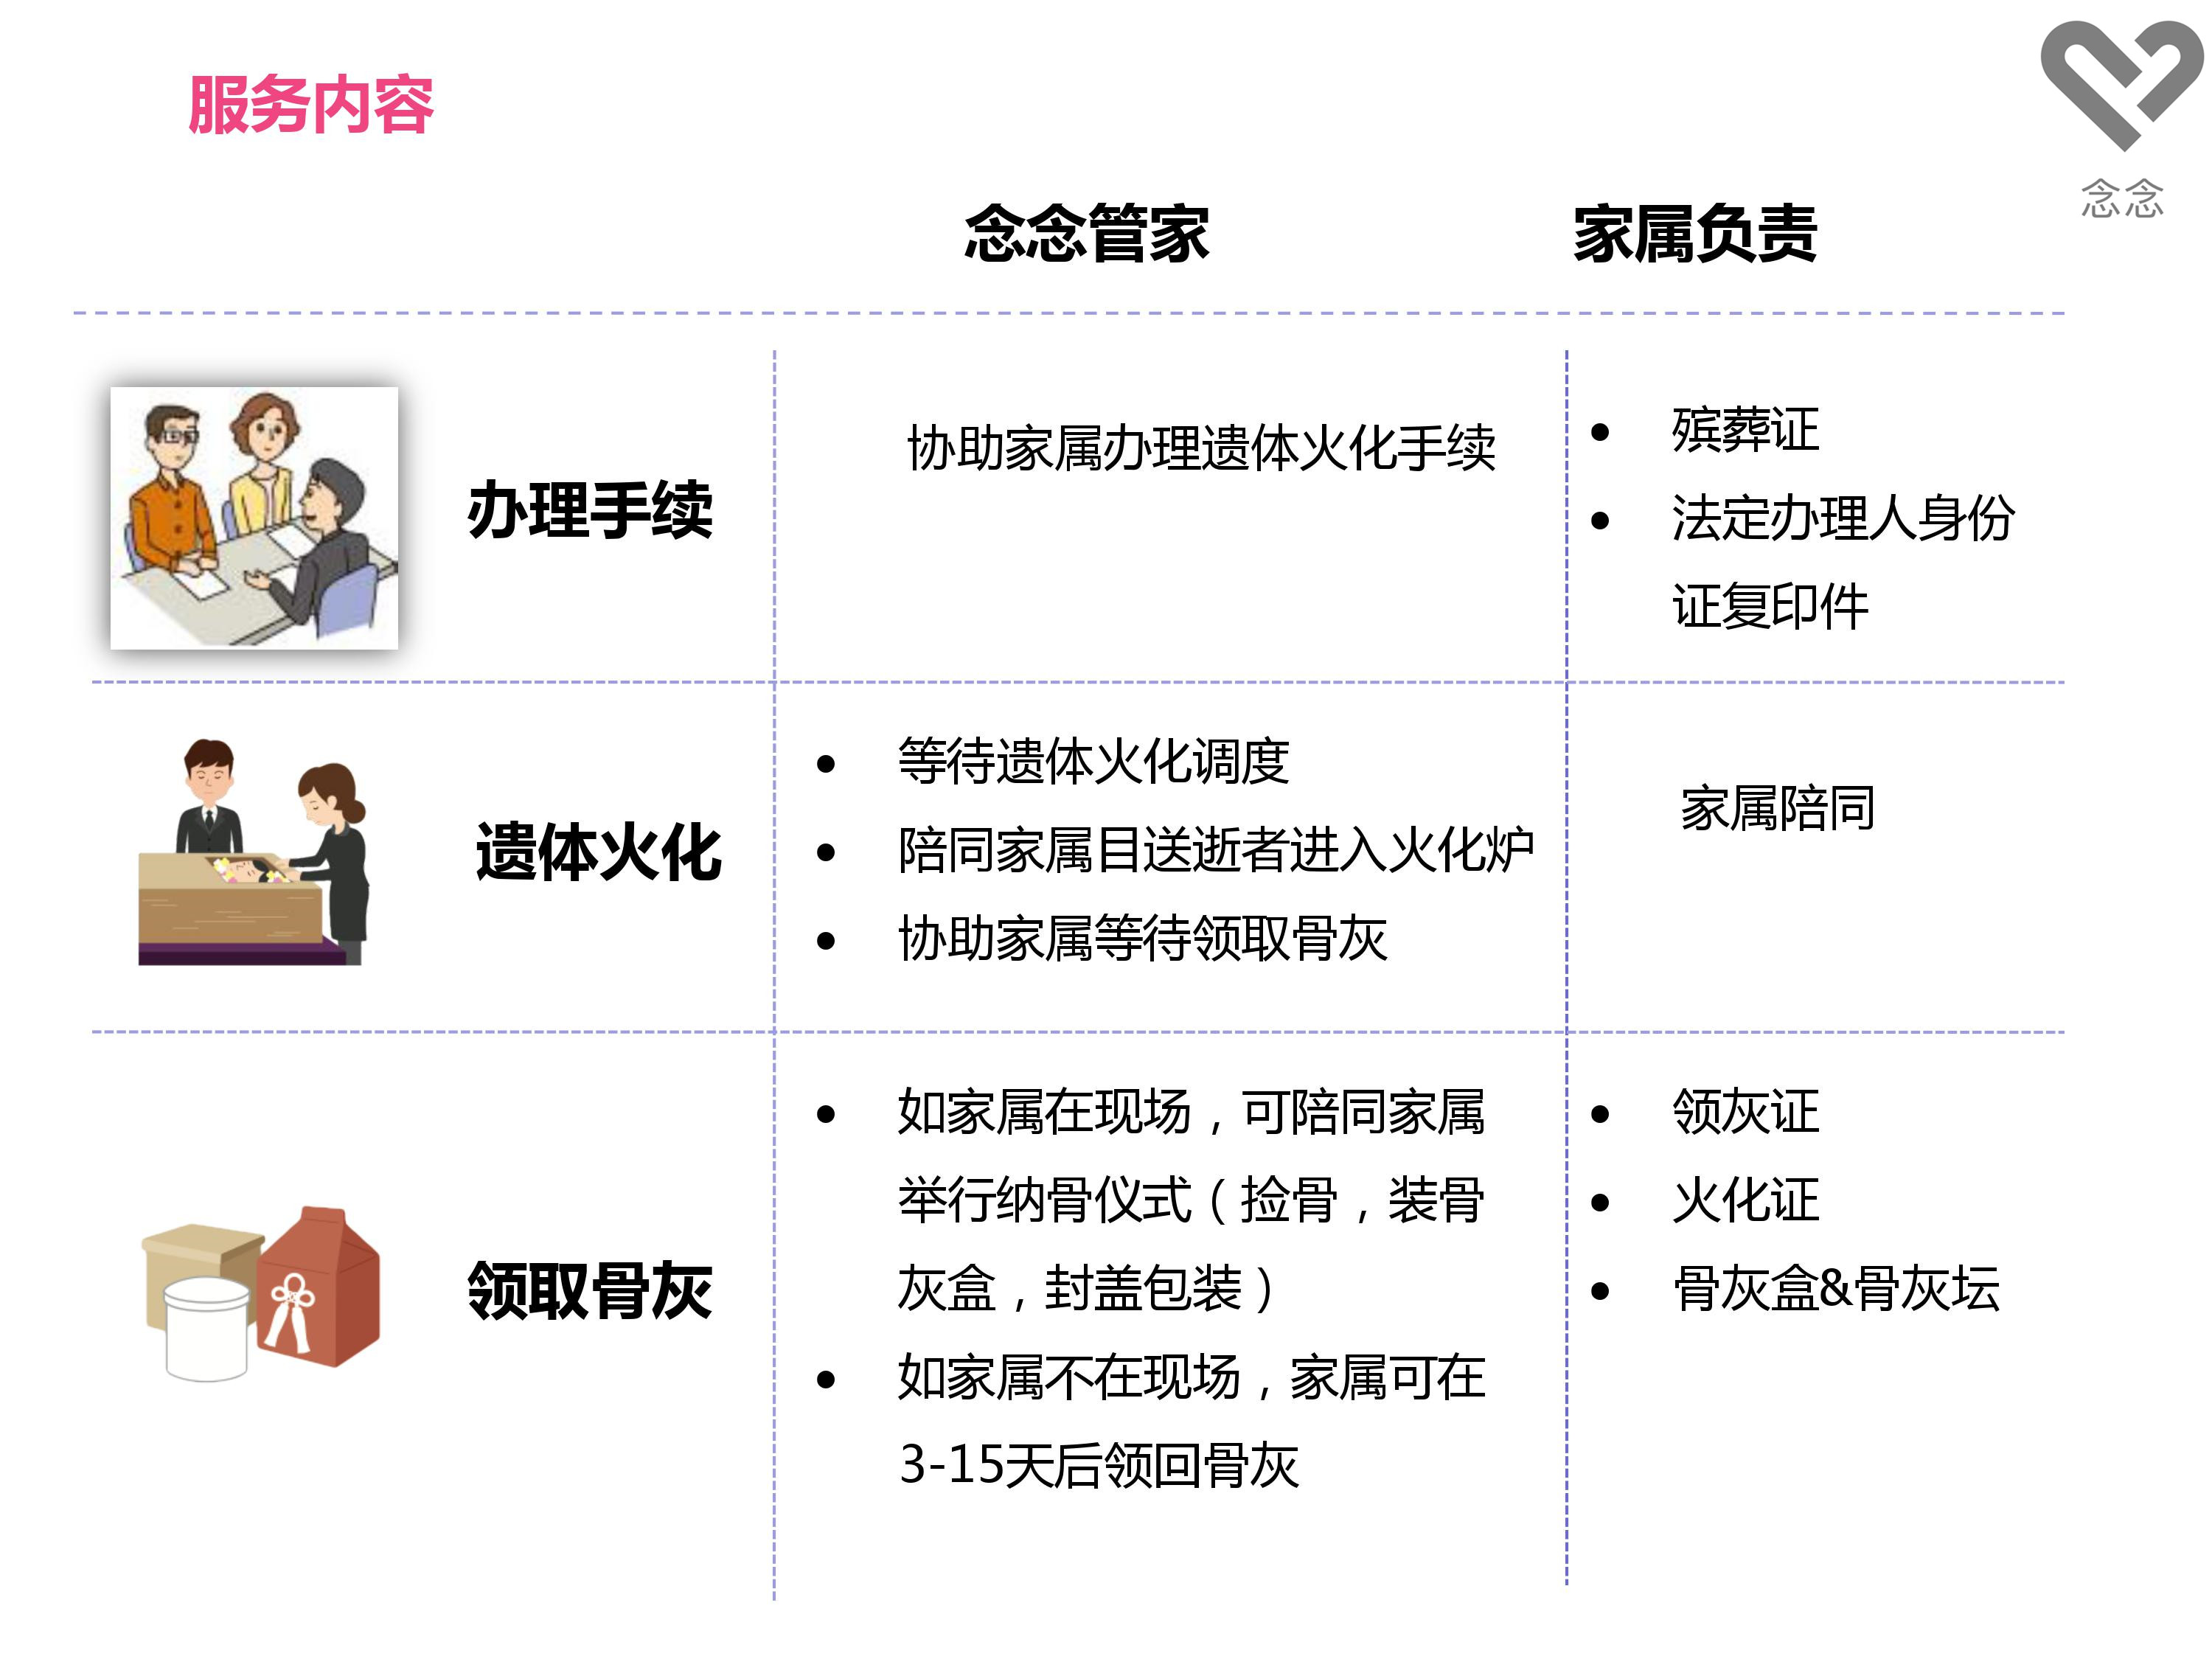 服务内容
念念
念念管家
家属负责
办理手续
协助家属办理遗体火化手续
殡葬证
法定办理人身份
证复印件
遗体火化
等待遗体火化调度
陪同家属目送逝者进入火化炉
协助家属等待领取骨灰
家属陪同
领取骨灰
如家属在现场，可陪同家属
举行纳骨仪式（捡骨，装骨
灰盒，封盖包装）
如家属不在现场，家属可在
3-15天后领回骨灰
领灰证
火化证
骨灰盒&骨灰坛